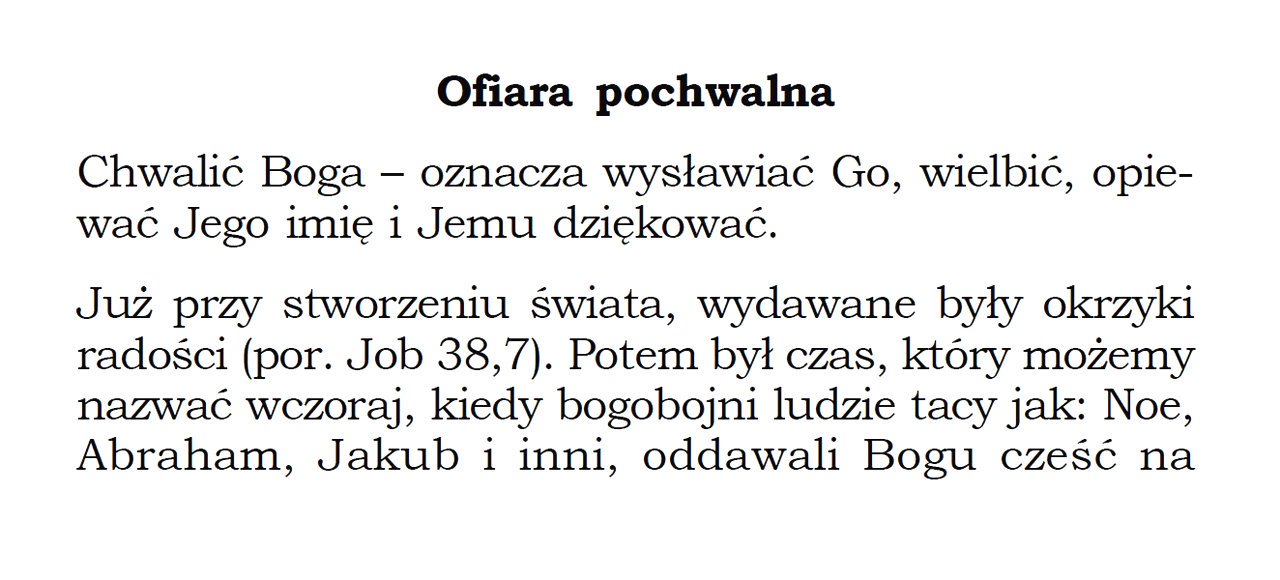 Ofiara pochwalna
Chwalić Boga – oznacza wysławiać Go, wielbić, opie-
wać Jego imię i Jemu dziękować.
Już przy stworzeniu świata, wydawane były okrzyki
radości (por. Job 38,7). Potem był czas, który możemy
nazwać wczoraj, kiedy bogobojni ludzie tacy jak: Noe,
Abraham, Jakub i inni, oddawali Bogu cześć na